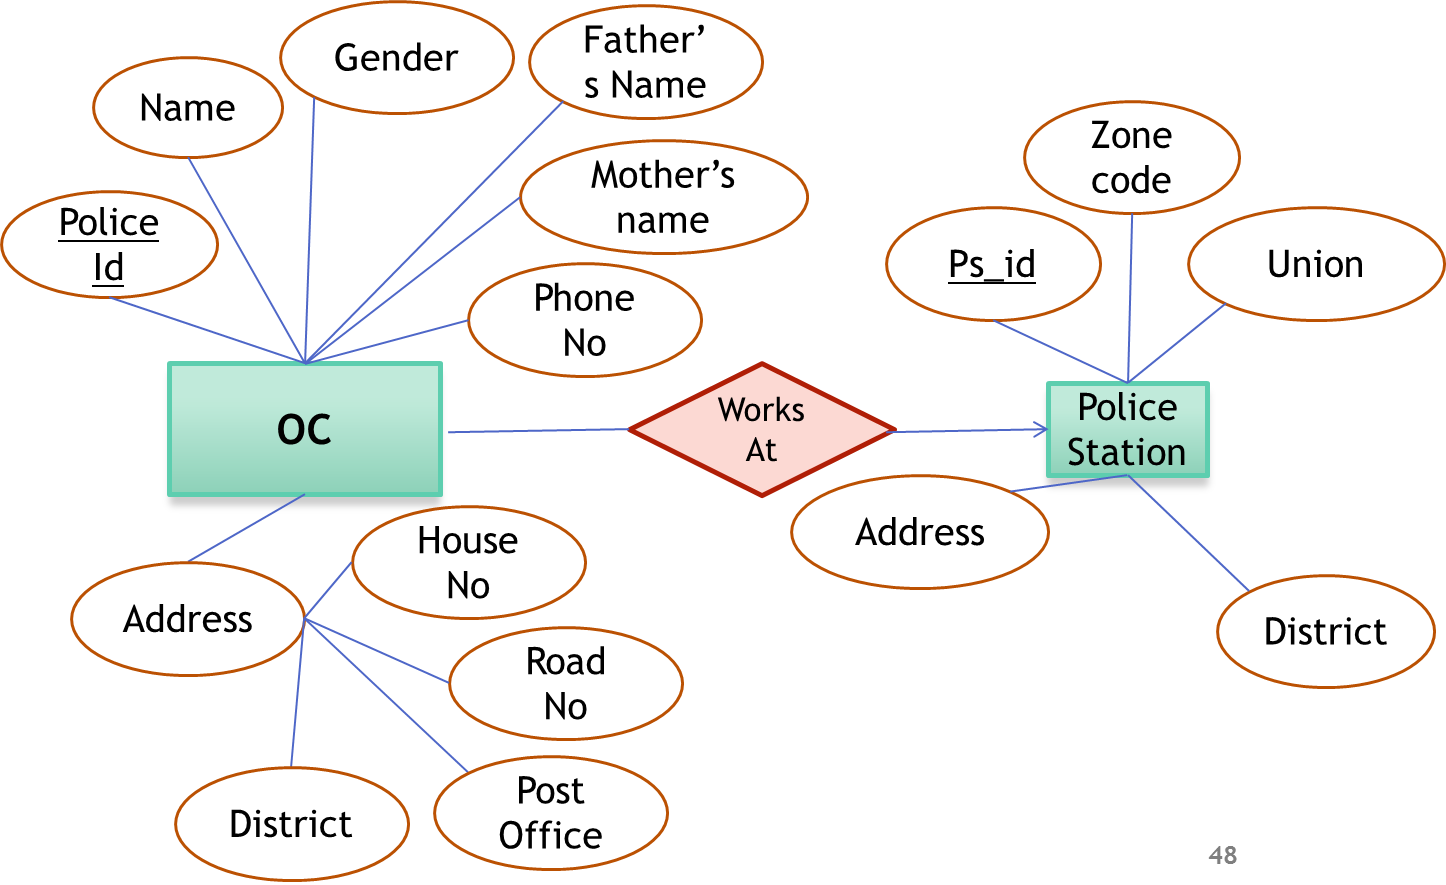 Gender
Father’
s Name
Name
Zone
code
Mother’s
name
Police
Id
Ps_id
Union
Phone
No
OC
Works
At
Police
Station
House
No
Address
Address
Road
No
District
Post
Office
District
48